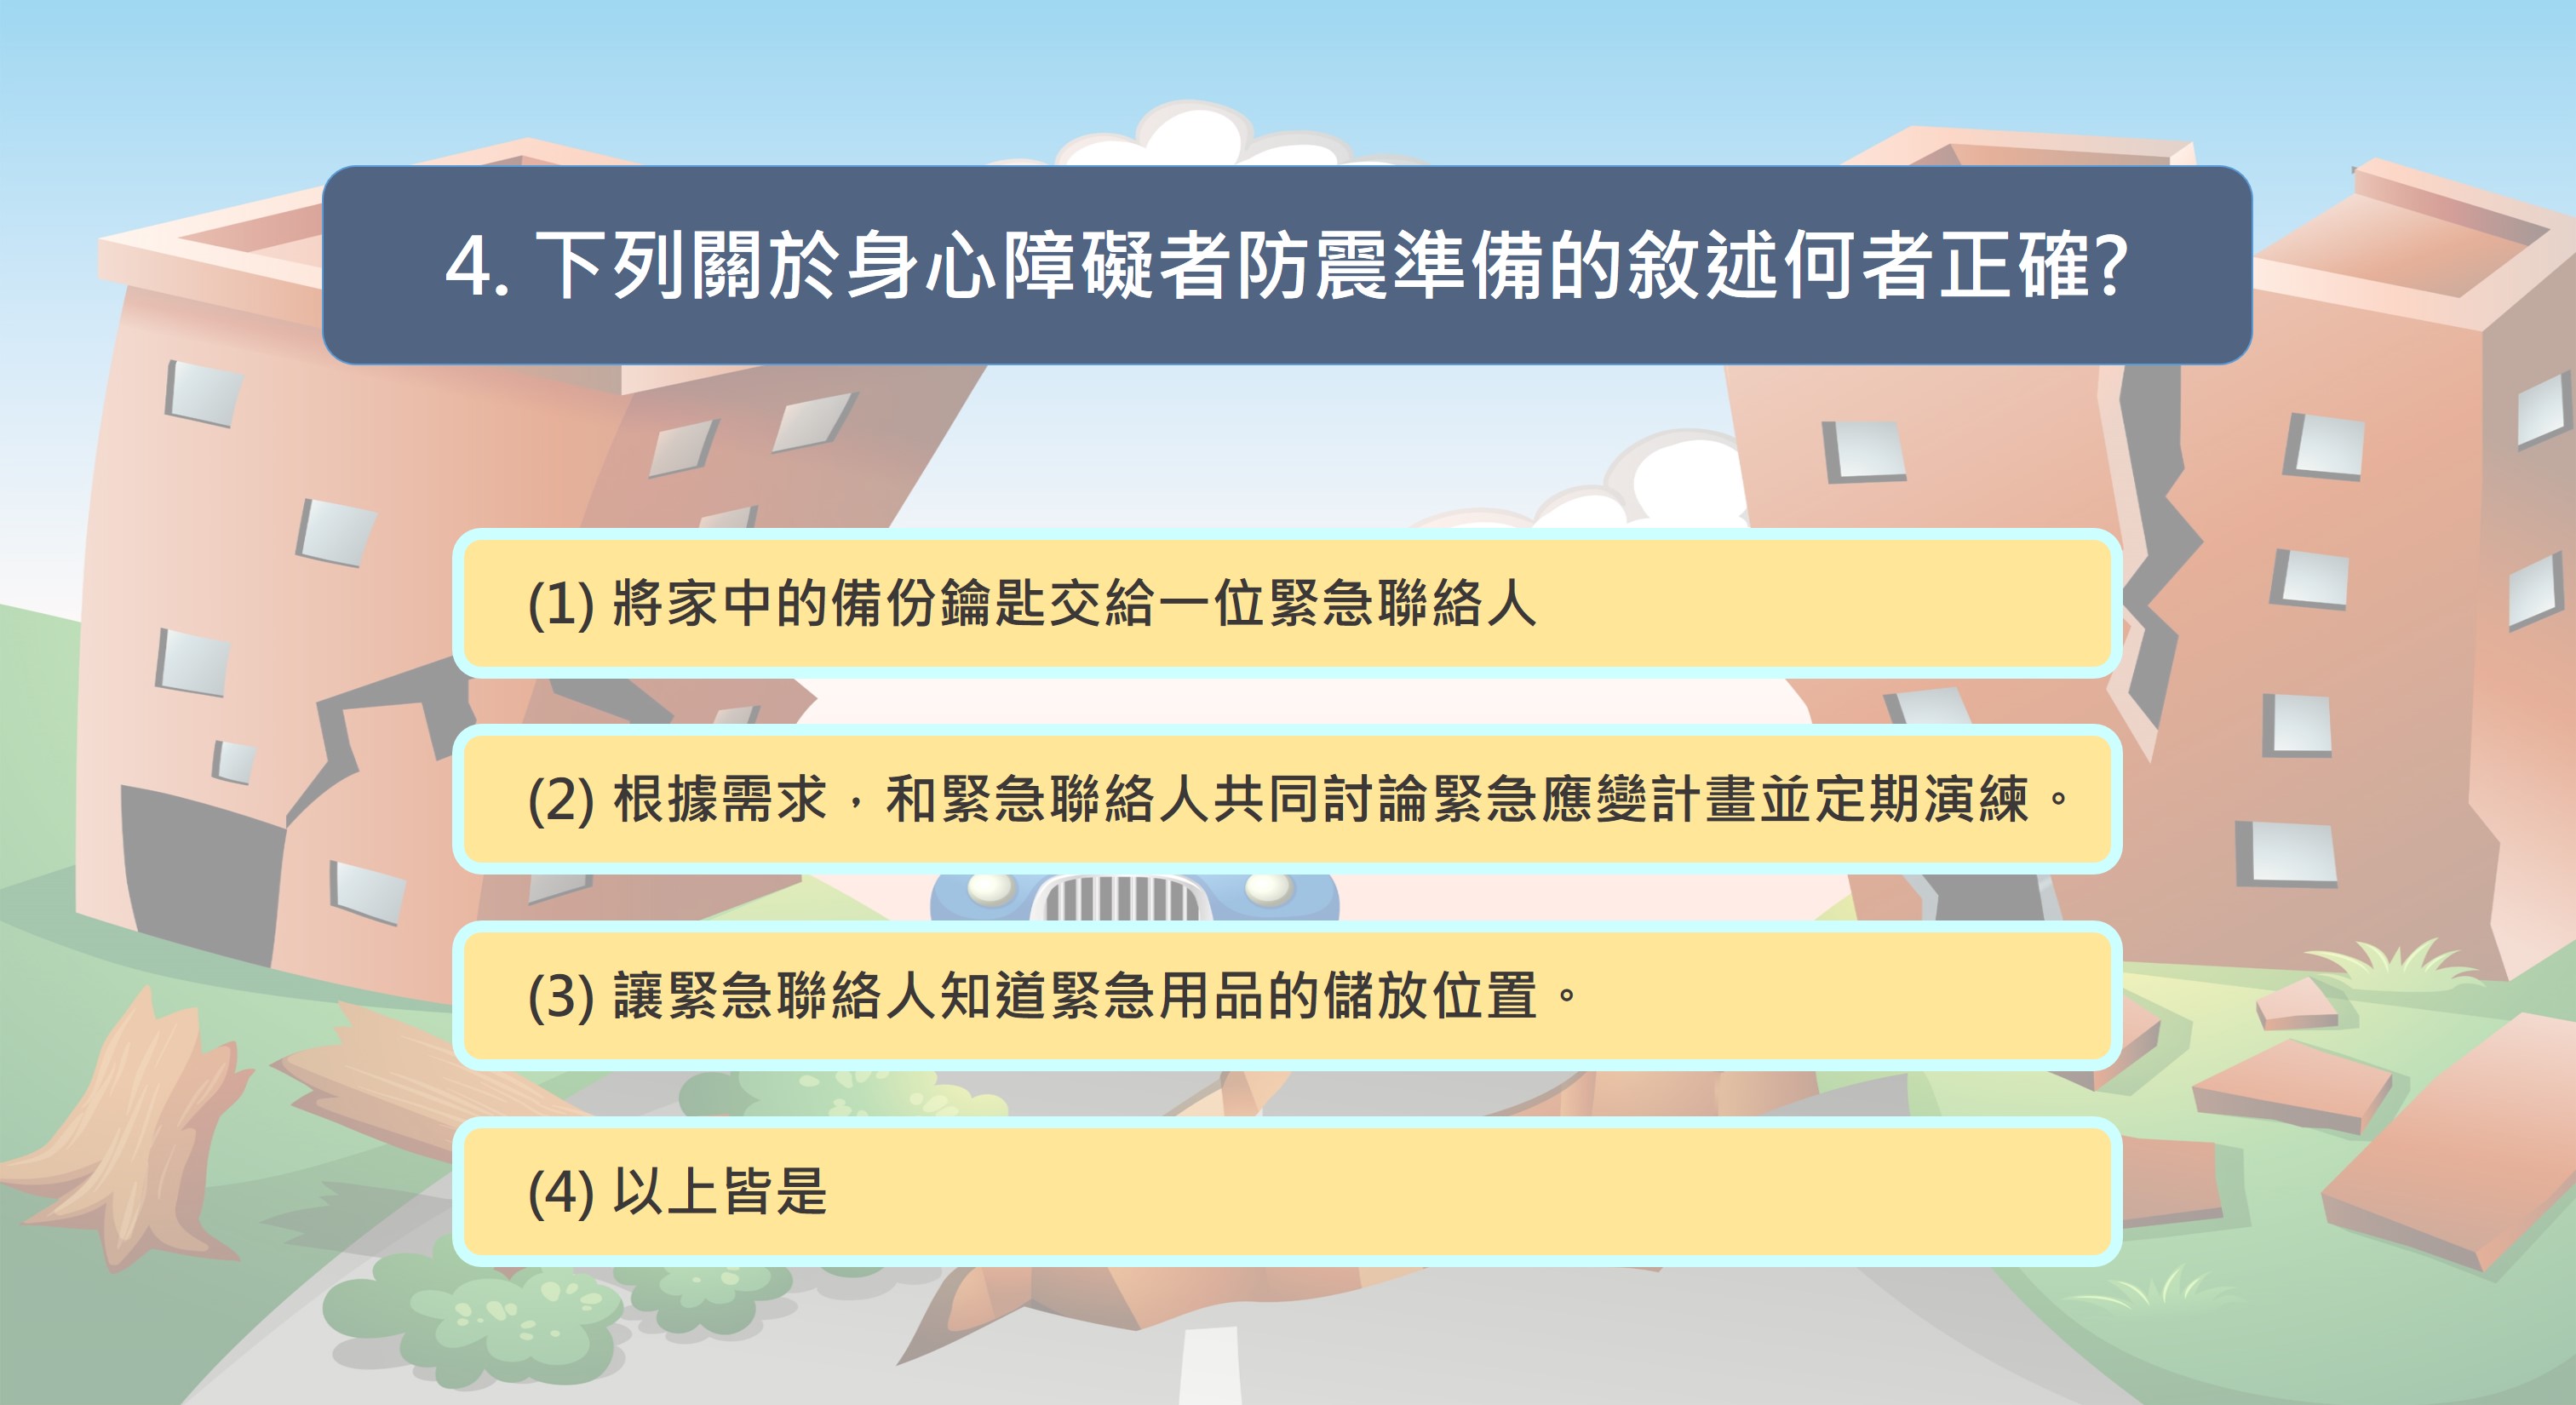 4. 下列關於身心障礙者防震準備的敘述何者正確?
(1) 將家中的備份鑰匙交給一位緊急聯絡人
(2) 根據需求，和緊急聯絡人共同討論緊急應變計畫並定期演練。
(3) 讓緊急聯絡人知道緊急用品的儲放位置。
(4) 以上皆是